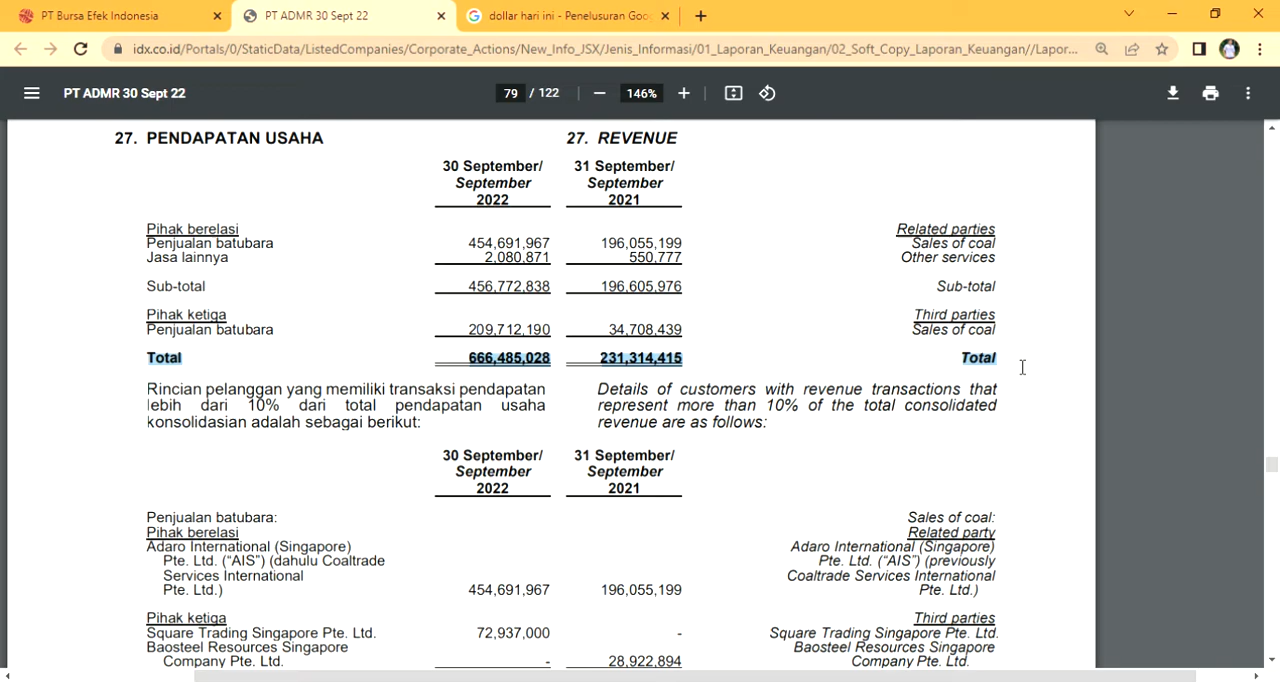 PT Bursa Efek Indonesia
PT ADMR 30 Sept 22
dollar hari ini - Penelusuran Goo
idx.co.id/Portals/0/StaticData/ListedCompanies/Corporate_Actions/New_Info_JSX/Jenis_Informasi/01_Laporan_Keuangan/02_Soft_Copy_Laporan_Keuangan//Lapor...
PT ADMR 30 Sept 22 79 / 122 146%
27. PENDAPATAN USAHA 27. REVENUE
30 September/ 31 September/
September September
2022 2021
Pihak berelasi Related parties
Penjualan batubara 454,691,967 196,055,199 Sales of coal
Jasa lainnya 2,080,871 550,777 Other services
Sub-total 456,772,838 196,605,976 Sub-total
Pihak ketiga Third parties
Penjualan batubara 209,712,190 34,708,439 Sales of coal
Total 666,485,028 231,314,415 Total
Rincian pelanggan yang memiliki transaksi pendapatan
lebih dari 10% dari total pendapatan usaha
konsolidasian adalah sebagai berikut:
Details of customers with revenue transactions that
represent more than 10% of the total consolidated
revenue are as follows:
30 September/ 31 September/
September September
2022 2021
Penjualan batubara: Sales of coal:
Pihak berelasi Related party
Adaro International (Singapore) Adaro International (Singapore)
Pte. Ltd. (“AIS”) (dahulu Coaltrade Pte. Ltd. (“AIS”) (previously
Services International Coaltrade Services International
Pte. Ltd.) 454,691,967 196,055,199 Pte. Ltd.)
Pihak ketiga Third parties
Square Trading Singapore Pte. Ltd. 72,937,000 - Square Trading Singapore Pte. Ltd.
Baosteel Resources Singapore Baosteel Resources Singapore
Company Pte. Ltd. - 28,922,894 Company Pte. Ltd.